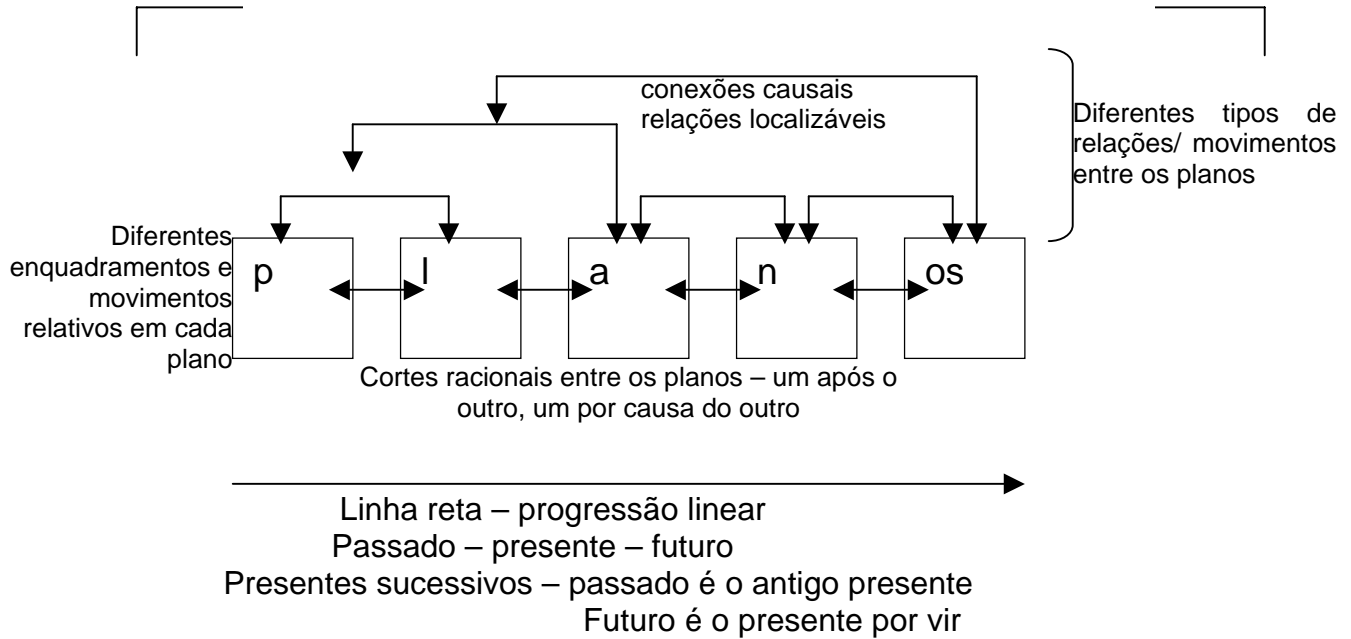 conexões causais
relações localizáveis
Diferentes tipos de
relações/ movimentos
entre os planos
Diferentes
enquadramentos e
movimentos
relativos em cada
plano
p l a n os
Cortes racionais entre os planos – um após o
outro, um por causa do outro
Linha reta – progressão linear
Passado – presente – futuro
Presentes sucessivos – passado é o antigo presente
Futuro é o presente por vir